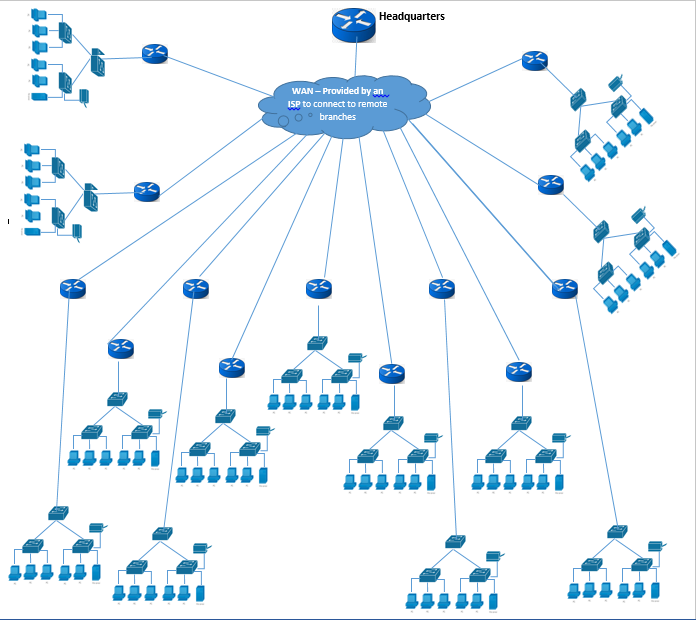 Headquarters
WAN – Provided by an
ISP to connect to remote
branches